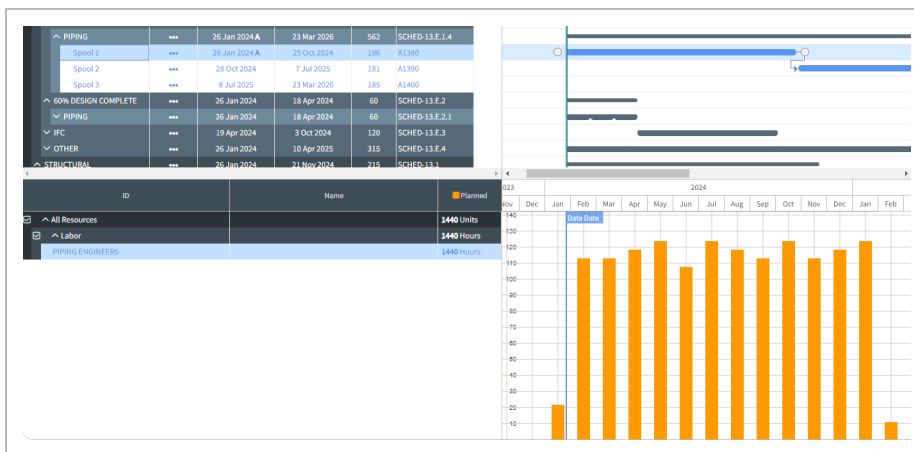 PIPING ••• 26 Jan 2024 A 23 Mar 2026 562 SCHED-13.E.1.4
Spool 1 ••• 26 Jan 2024 A 25 Oct 2024 196 A1380
Spool 2 ••• 28 Oct 2024 7 Jul 2025 181 A1390
Spool 3 ••• 8 Jul 2025 23 Mar 2026 185 A1400
60% DESIGN COMPLETE ••• 26 Jan 2024 18 Apr 2024 60 SCHED-13.E.2
PIPING ••• 26 Jan 2024 18 Apr 2024 60 SCHED-13.E.2.1
IFC ••• 19 Apr 2024 3 Oct 2024 120 SCHED-13.E.3
OTHER ••• 26 Jan 2024 10 Apr 2025 315 SCHED-13.E.4
STRUCTURAL ••• 26 Jan 2024 21 Nov 2024 215 SCHED-13.1
ID Name Planned
023 2024
Nov Dec Jan Feb Mar Apr May Jun Jul Aug Sep Oct Nov Dec Jan Feb
All Resources 1440 Units
Labor 1440 Hours
PIPING ENGINEERS 1440 Hours
Data Date
140
130
120
110
100
90
80
70
60
50
40
30
20
10